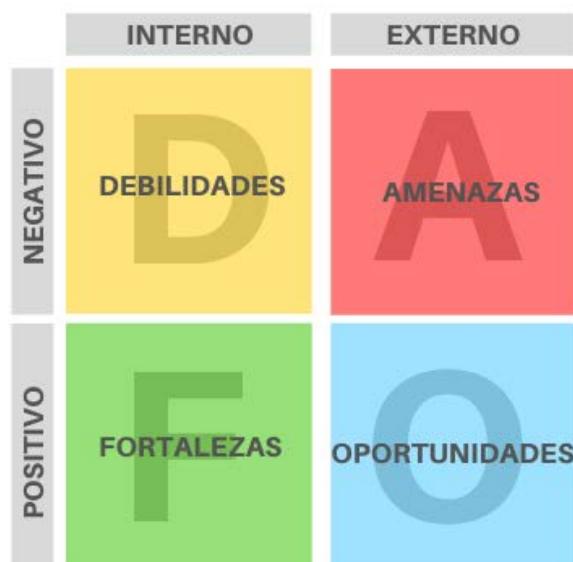 INTERNO
EXTERNO
NEGATIVO
D
DEBILIDADES
A
AMENAZAS
POSITIVO
F
FORTALEZAS
O
OPORTUNIDADES